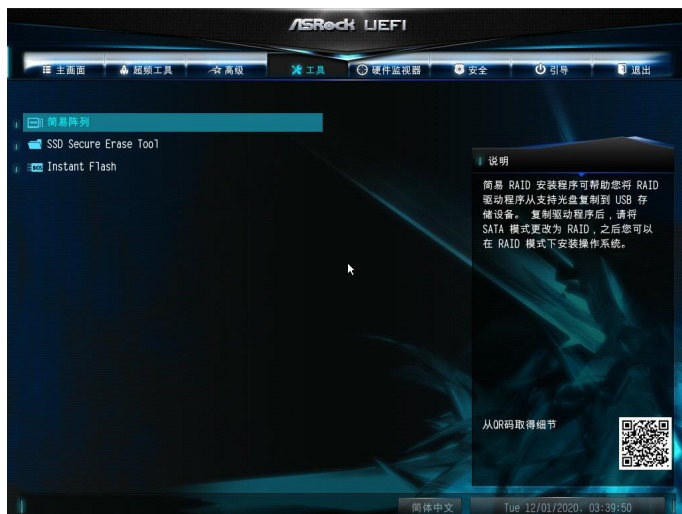 ASRock UEFI
主画面 超频工具 高级 工具 硬件监视器 安全 引导 退出
简易阵列
SSD Secure Erase Tool
Instant Flash
说明
简易 RAID 安装程序可帮助您将 RAID
驱动程序从支持光盘复制到 USB 存
储设备。 复制驱动程序后，请将
SATA 模式更改为 RAID，之后您可以
在 RAID 模式下安装操作系统。
从QR码取得细节
简体中文 Tue 12/01/2020. 03:39:50